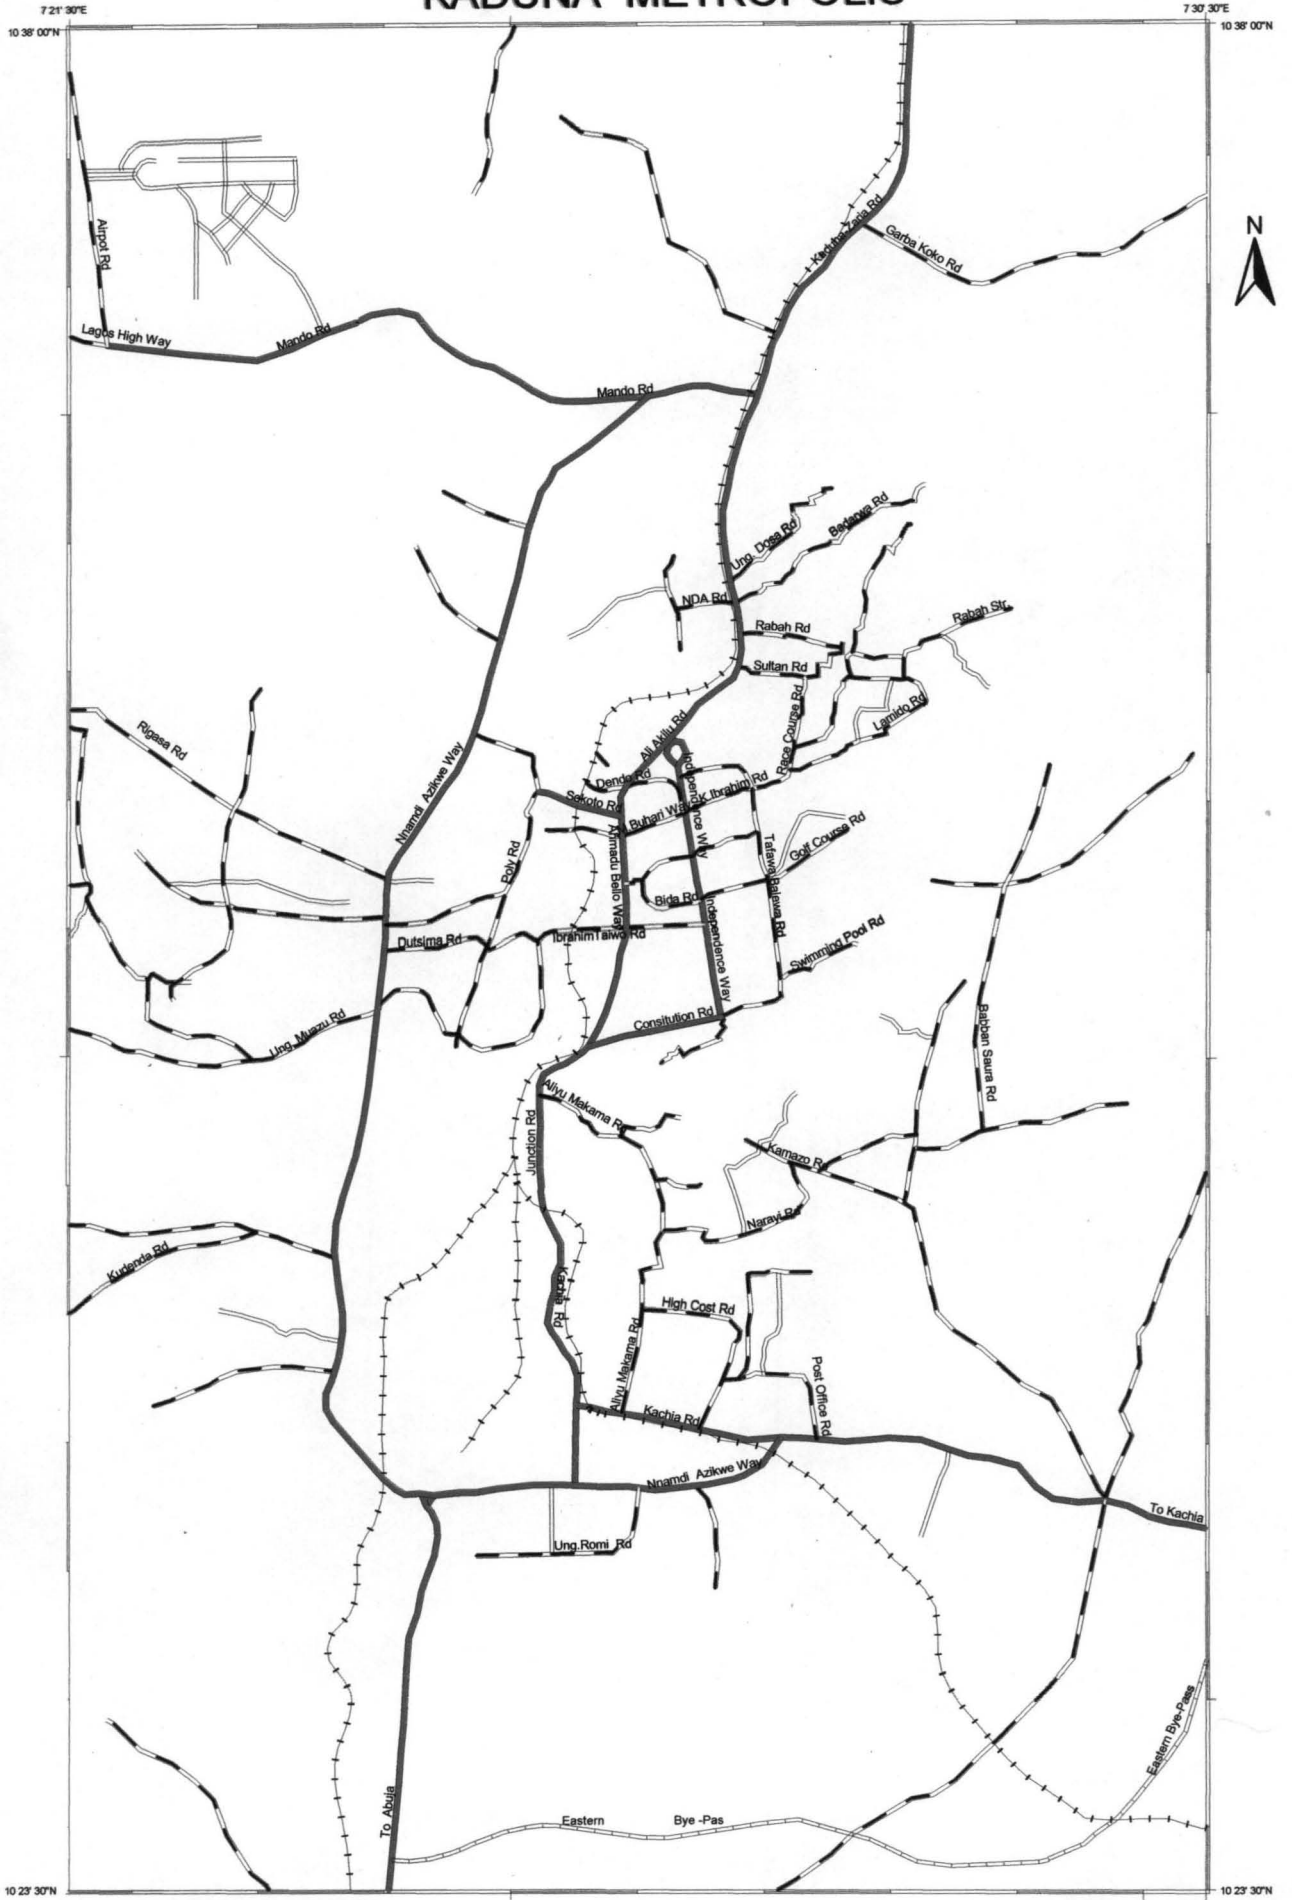 KADUNA METROPOLIS
7 21' 30"E
7 30' 30"E
10 38' 00"N
10 38' 00"N
N
Airpot Rd
Kaduna-Zaria Rd
Garba Koko Rd
Lagos High Way
Mando Rd
Mando Rd
Ung. Dosa Rd
Badarwa Rd
NDA Rd
Rabah Rd
Rabah Str.
Sultan Rd
Race Course Rd
Lamido Rd
Rigasa Rd
Nnamdi Azikwe Way
Ali Akilu Rd
Independence Way
Dendo Rd
Sokoto Rd
Buhari Way
K Ibrahim Rd
Ahmadu Bello Way
Tafawa Balewa Rd
Golf Course Rd
Poly Rd
Bida Rd
Independence Way
Dutsima Rd
IbrahimTaiwo Rd
Swimming Pool Rd
Consitution Rd
Ung. Muazu Rd
Babban Saura Rd
Aliyu Makama Rd
Junction Rd
Kamazo R
Narayi Rd
Kudenda Rd
Kachia Rd
High Cost Rd
Aliyu Makama Rd
Post Office Rd
Kachia Rd
Nnamdi Azikwe Way
To Kachia
Ung.Romi Rd
Eastern Bye-Pass
To Abuja
Eastern Bye -Pas
10 23' 30"N
10 23' 30"N